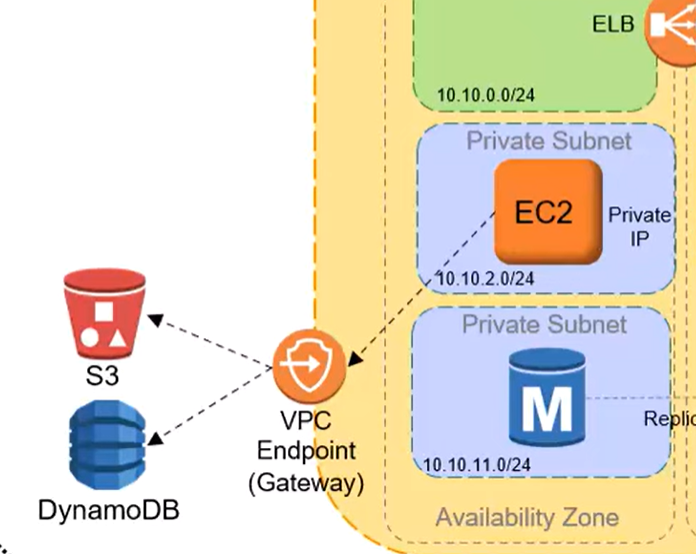 ELB
10.10.0.0/24
Private Subnet
EC2
Private
IP
10.10.2.0/24
Private Subnet
M
10.10.11.0/24
Availability Zone
S3
DynamoDB
VPC
Endpoint
(Gateway)